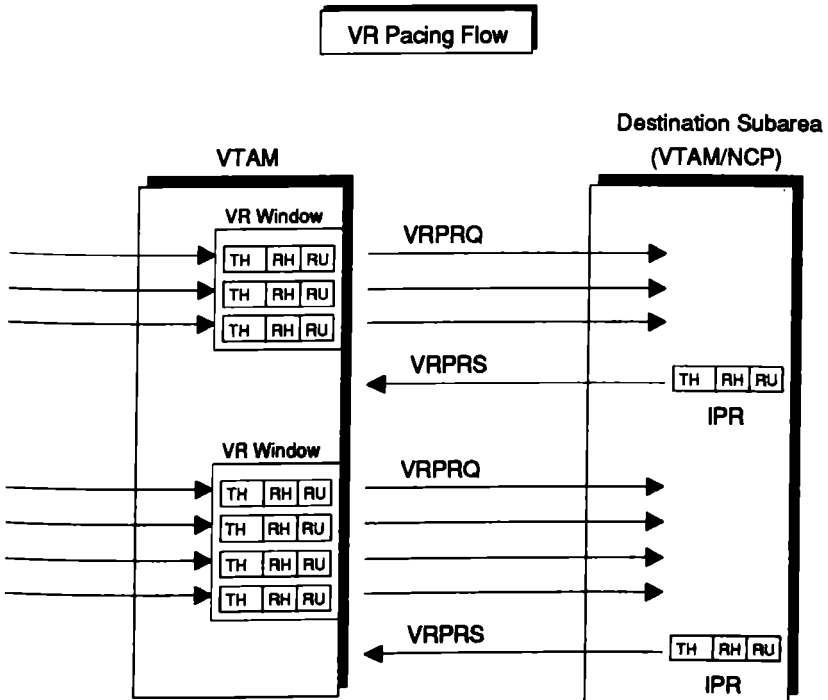 VR Pacing Flow
Destination Subarea
VTAM
(VTAM/NCP)
VR Window
VRPRQ
TH RH RU
TH RH RU
TH RH RU
VRPRS
TH RH RU
IPR
VR Window
VRPRQ
TH RH RU
TH RH RU
TH RH RU
TH RH RU
VRPRS
TH RH RU
IPR